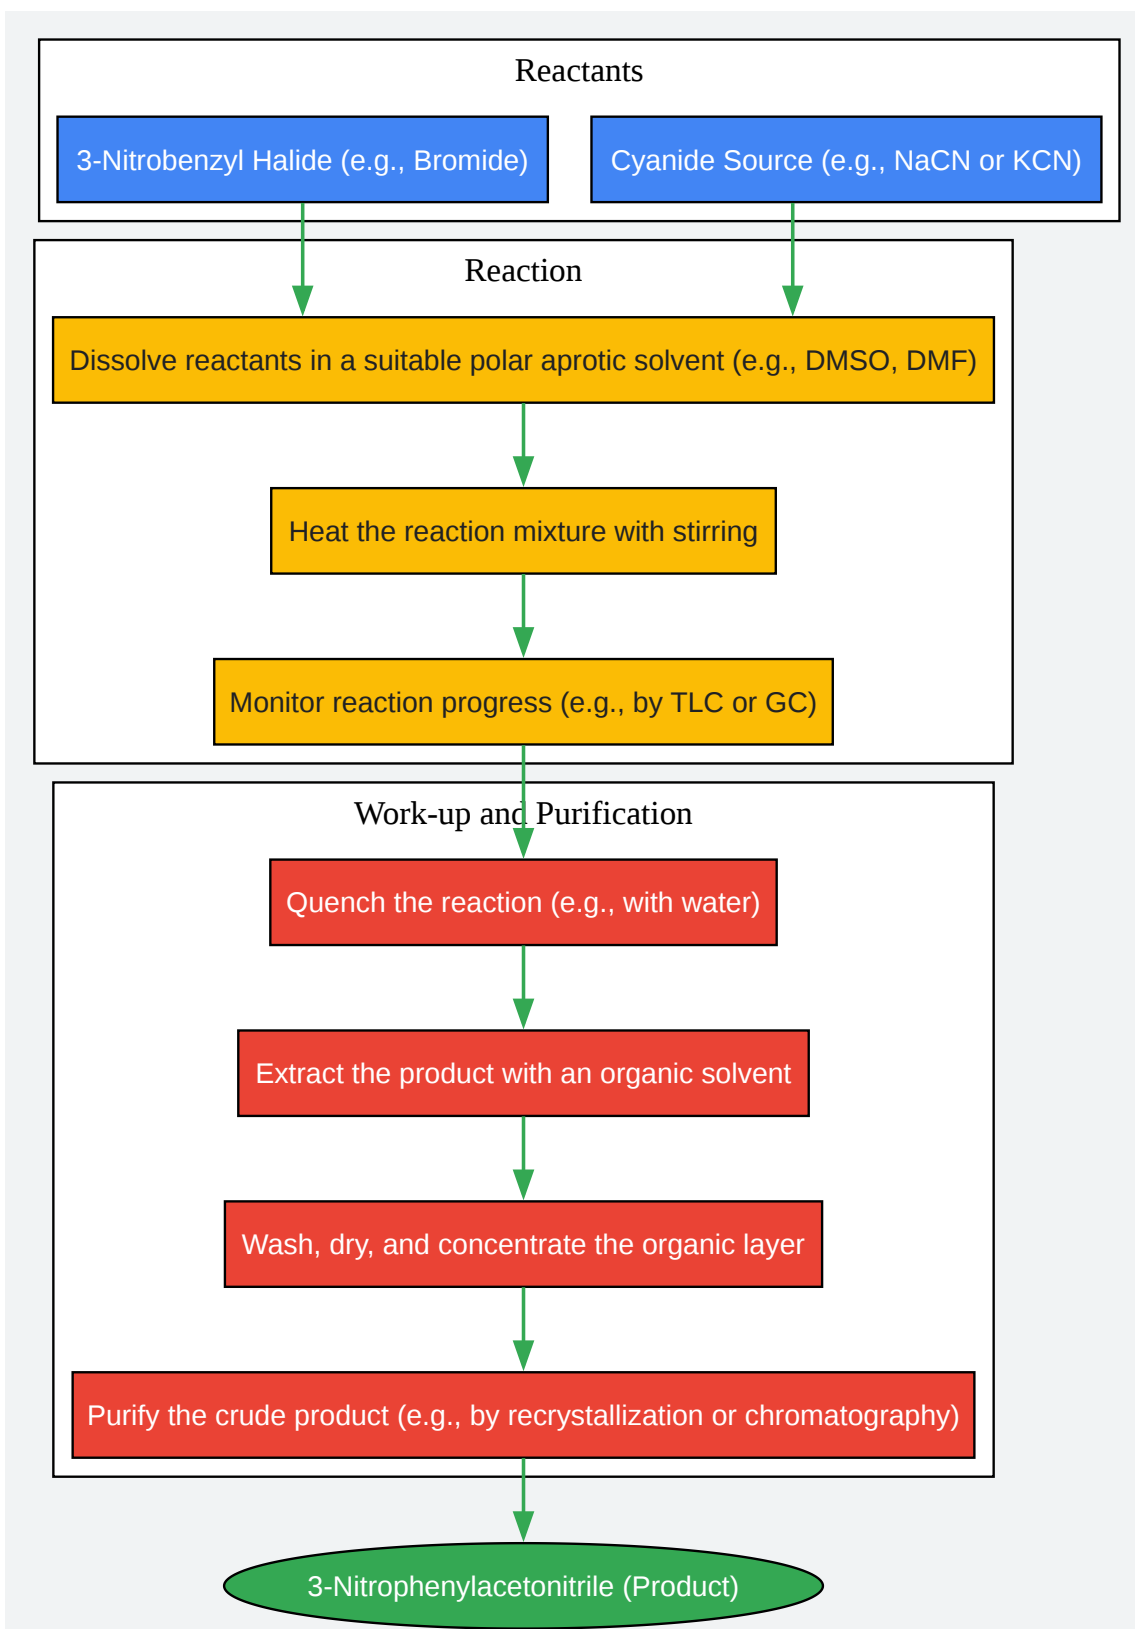 Reactants
3-Nitrobenzyl Halide (e.g., Bromide)
Cyanide Source (e.g., NaCN or KCN)
Reaction
Dissolve reactants in a suitable polar aprotic solvent (e.g., DMSO, DMF)
Heat the reaction mixture with stirring
Monitor reaction progress (e.g., by TLC or GC)
Work-up and Purification
Quench the reaction (e.g., with water)
Extract the product with an organic solvent
Wash, dry, and concentrate the organic layer
Purify the crude product (e.g., by recrystallization or chromatography)
3-Nitrophenylacetonitrile (Product)